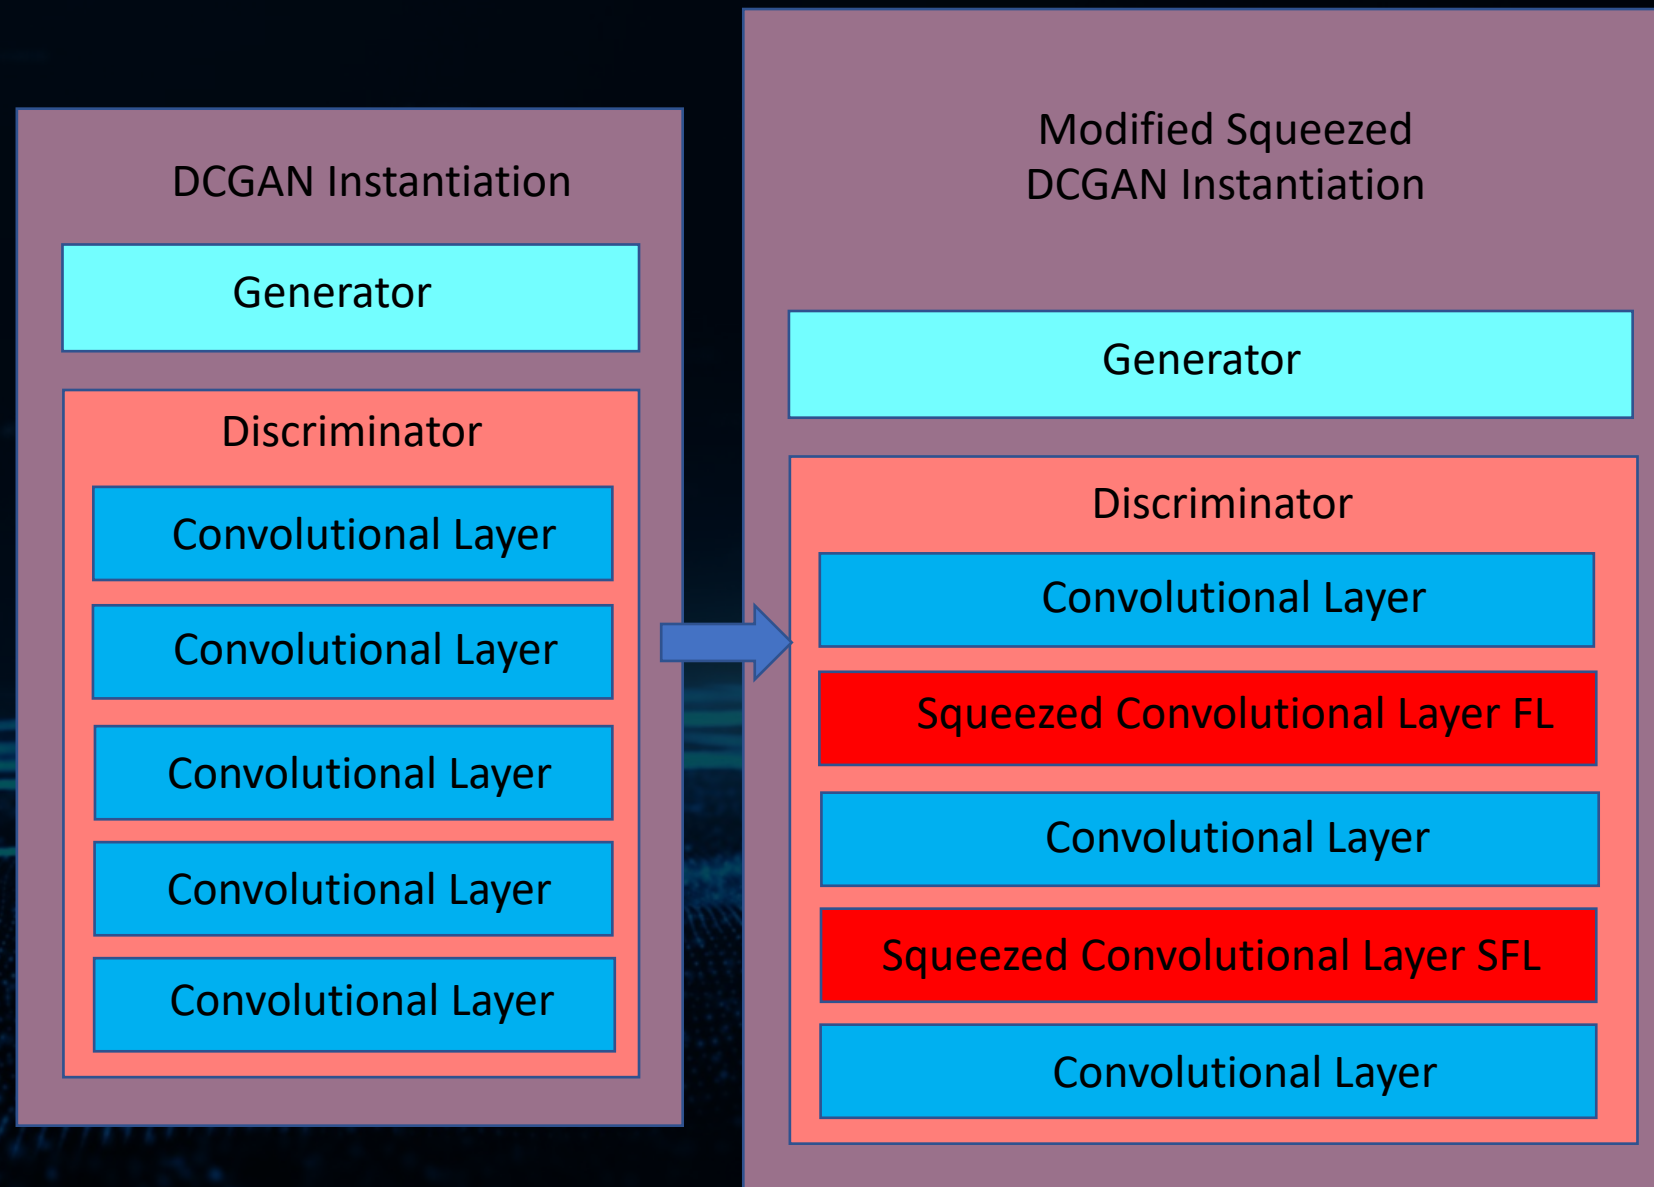 DCGAN Instantiation
Generator
Discriminator
Convolutional Layer
Convolutional Layer
Convolutional Layer
Convolutional Layer
Convolutional Layer
Modified Squeezed
DCGAN Instantiation
Generator
Discriminator
Convolutional Layer
Squeezed Convolutional Layer FL
Convolutional Layer
Squeezed Convolutional Layer SFL
Convolutional Layer